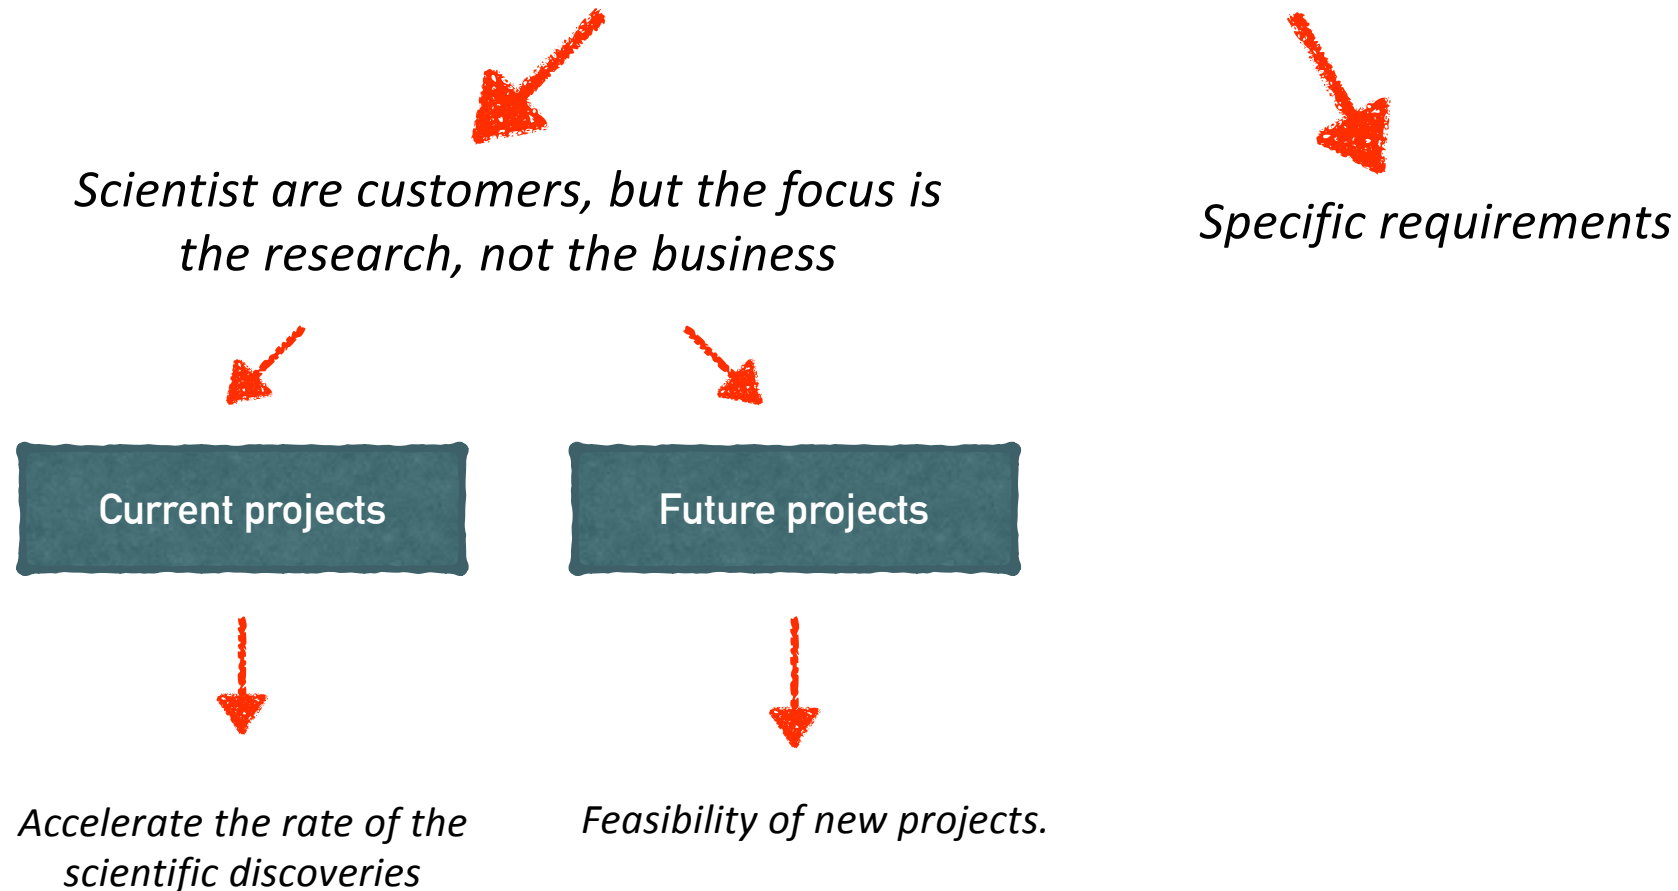 Scientist are customers, but the focus is
the research, not the business
Specific requirements
Current projects
Future projects
Accelerate the rate of the
scientific discoveries
Feasibility of new projects.